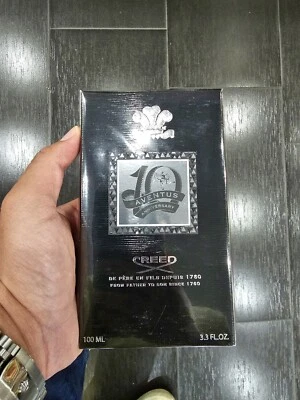 10
AVENTUS
ANNIVERSARY
CREED
DE PÈRE EN FILS DEPUIS 1760
FROM FATHER TO SON SINCE 1760
100 ML
3.3 FL.OZ.